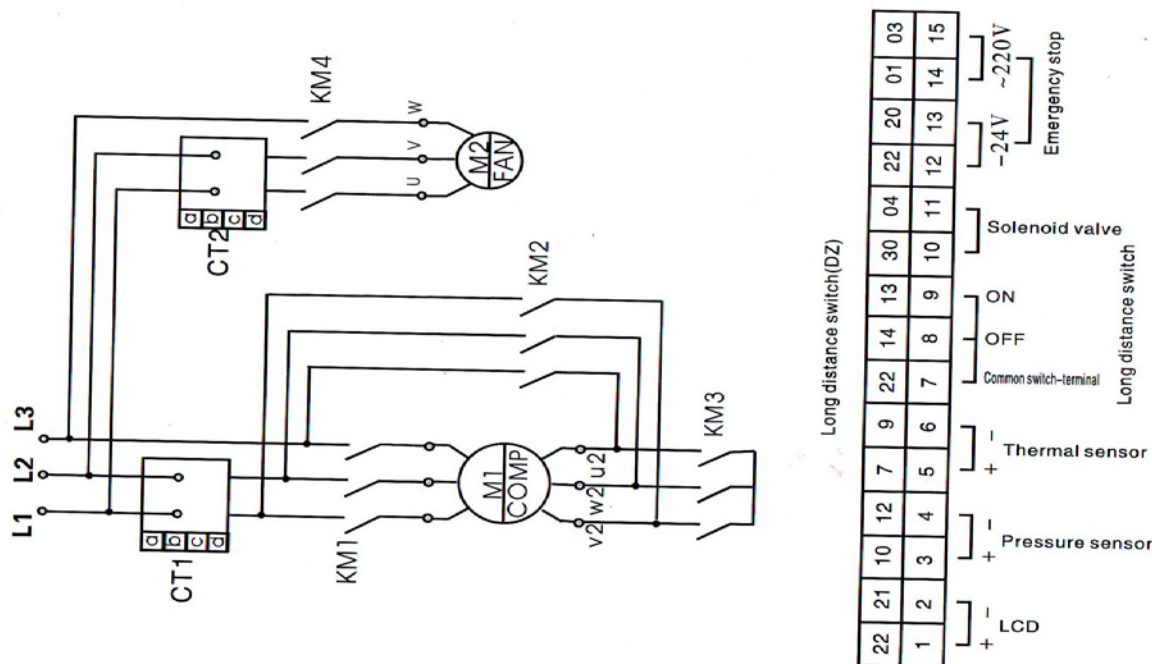 L1
L2
L3
CT1
a
b
c
d
CT2
a
b
c
d
KM1
KM2
KM3
KM4
U
V
W
M2
FAN
M1
COMP
v2
w2
u2
Long distance switch(DZ)
22 21 10 12 7 9 22 14 13 30 04 22 20 01 03
1 2 3 4 5 6 7 8 9 10 11 12 13 14 15
+ -
LCD
+ -
Pressure sensor
+ -
Thermal sensor
Common switch-terminal
OFF
ON
Long distance switch
Solenoid valve
-24V
~220V
Emergency stop